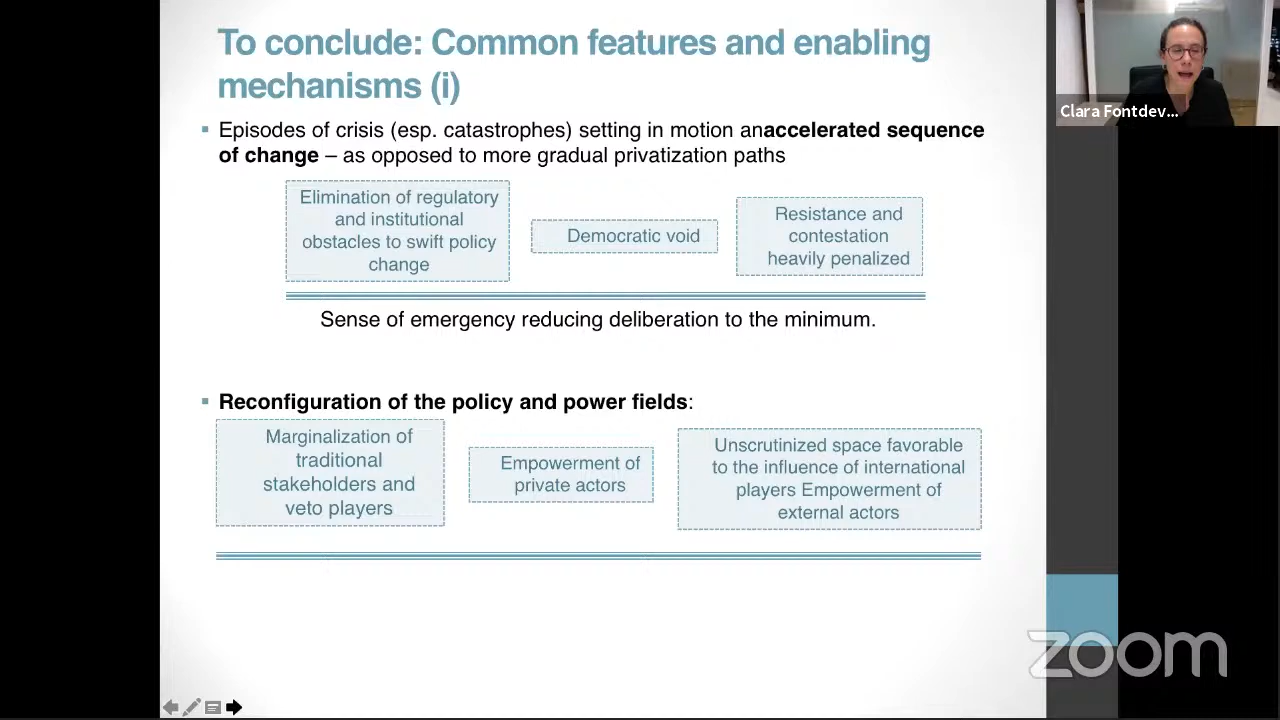 To conclude: Common features and enabling
mechanisms (i)
Clara Fontdev...
▪ Episodes of crisis (esp. catastrophes) setting in motion anaccelerated sequence
of change – as opposed to more gradual privatization paths
Elimination of regulatory
and institutional
obstacles to swift policy
change
Democratic void
Resistance and
contestation
heavily penalized
Sense of emergency reducing deliberation to the minimum.
▪ Reconfiguration of the policy and power fields:
Marginalization of
traditional
stakeholders and
veto players
Empowerment of
private actors
Unscrutinized space favorable
to the influence of international
players Empowerment of
external actors
zoom